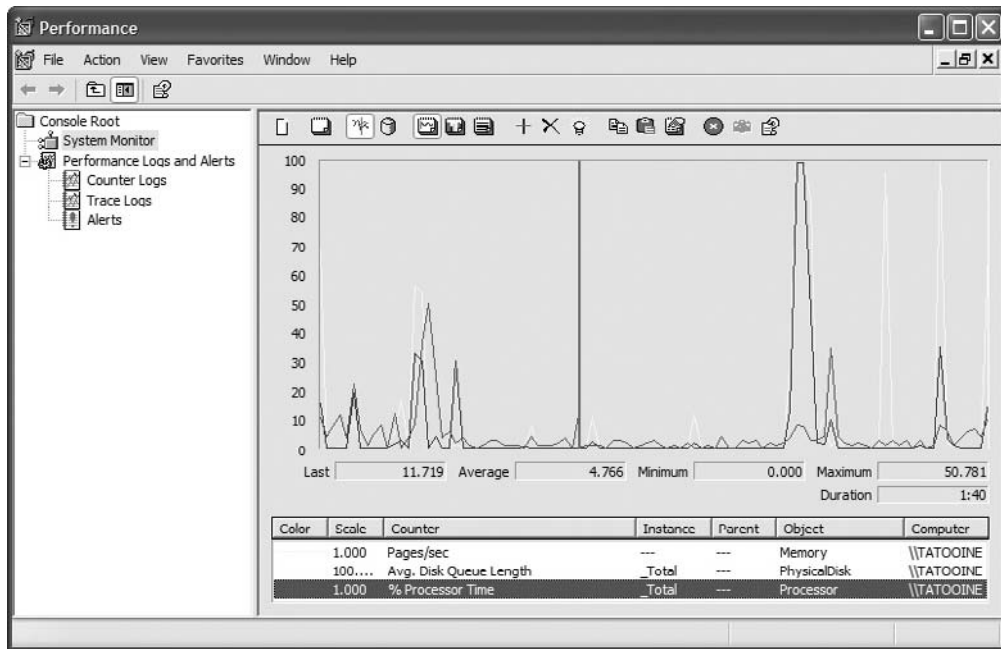 Performance
File Action View Favorites Window Help
Console Root
System Monitor
Performance Logs and Alerts
Counter Logs
Trace Logs
Alerts
100
90
80
70
60
50
40
30
20
10
0
Last 11.719 Average 4.766 Minimum 0.000 Maximum 50.781
Duration 1:40
Color Scale Counter Instance Parent Object Computer
1.000 Pages/sec --- --- Memory \\TATOOINE
100.... Avg. Disk Queue Length _Total --- PhysicalDisk \\TATOOINE
1.000 % Processor Time _Total --- Processor \\TATOOINE